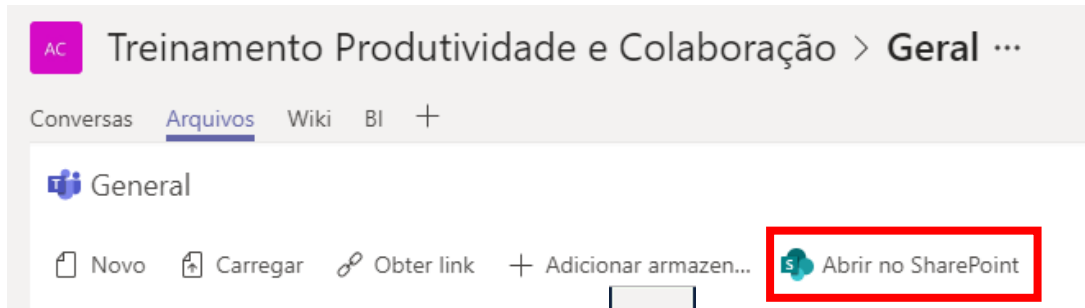 AC Treinamento Produtividade e Colaboração > Geral ...
Conversas Arquivos Wiki BI +
General
Novo Carregar Obter link + Adicionar armazen... Abrir no SharePoint